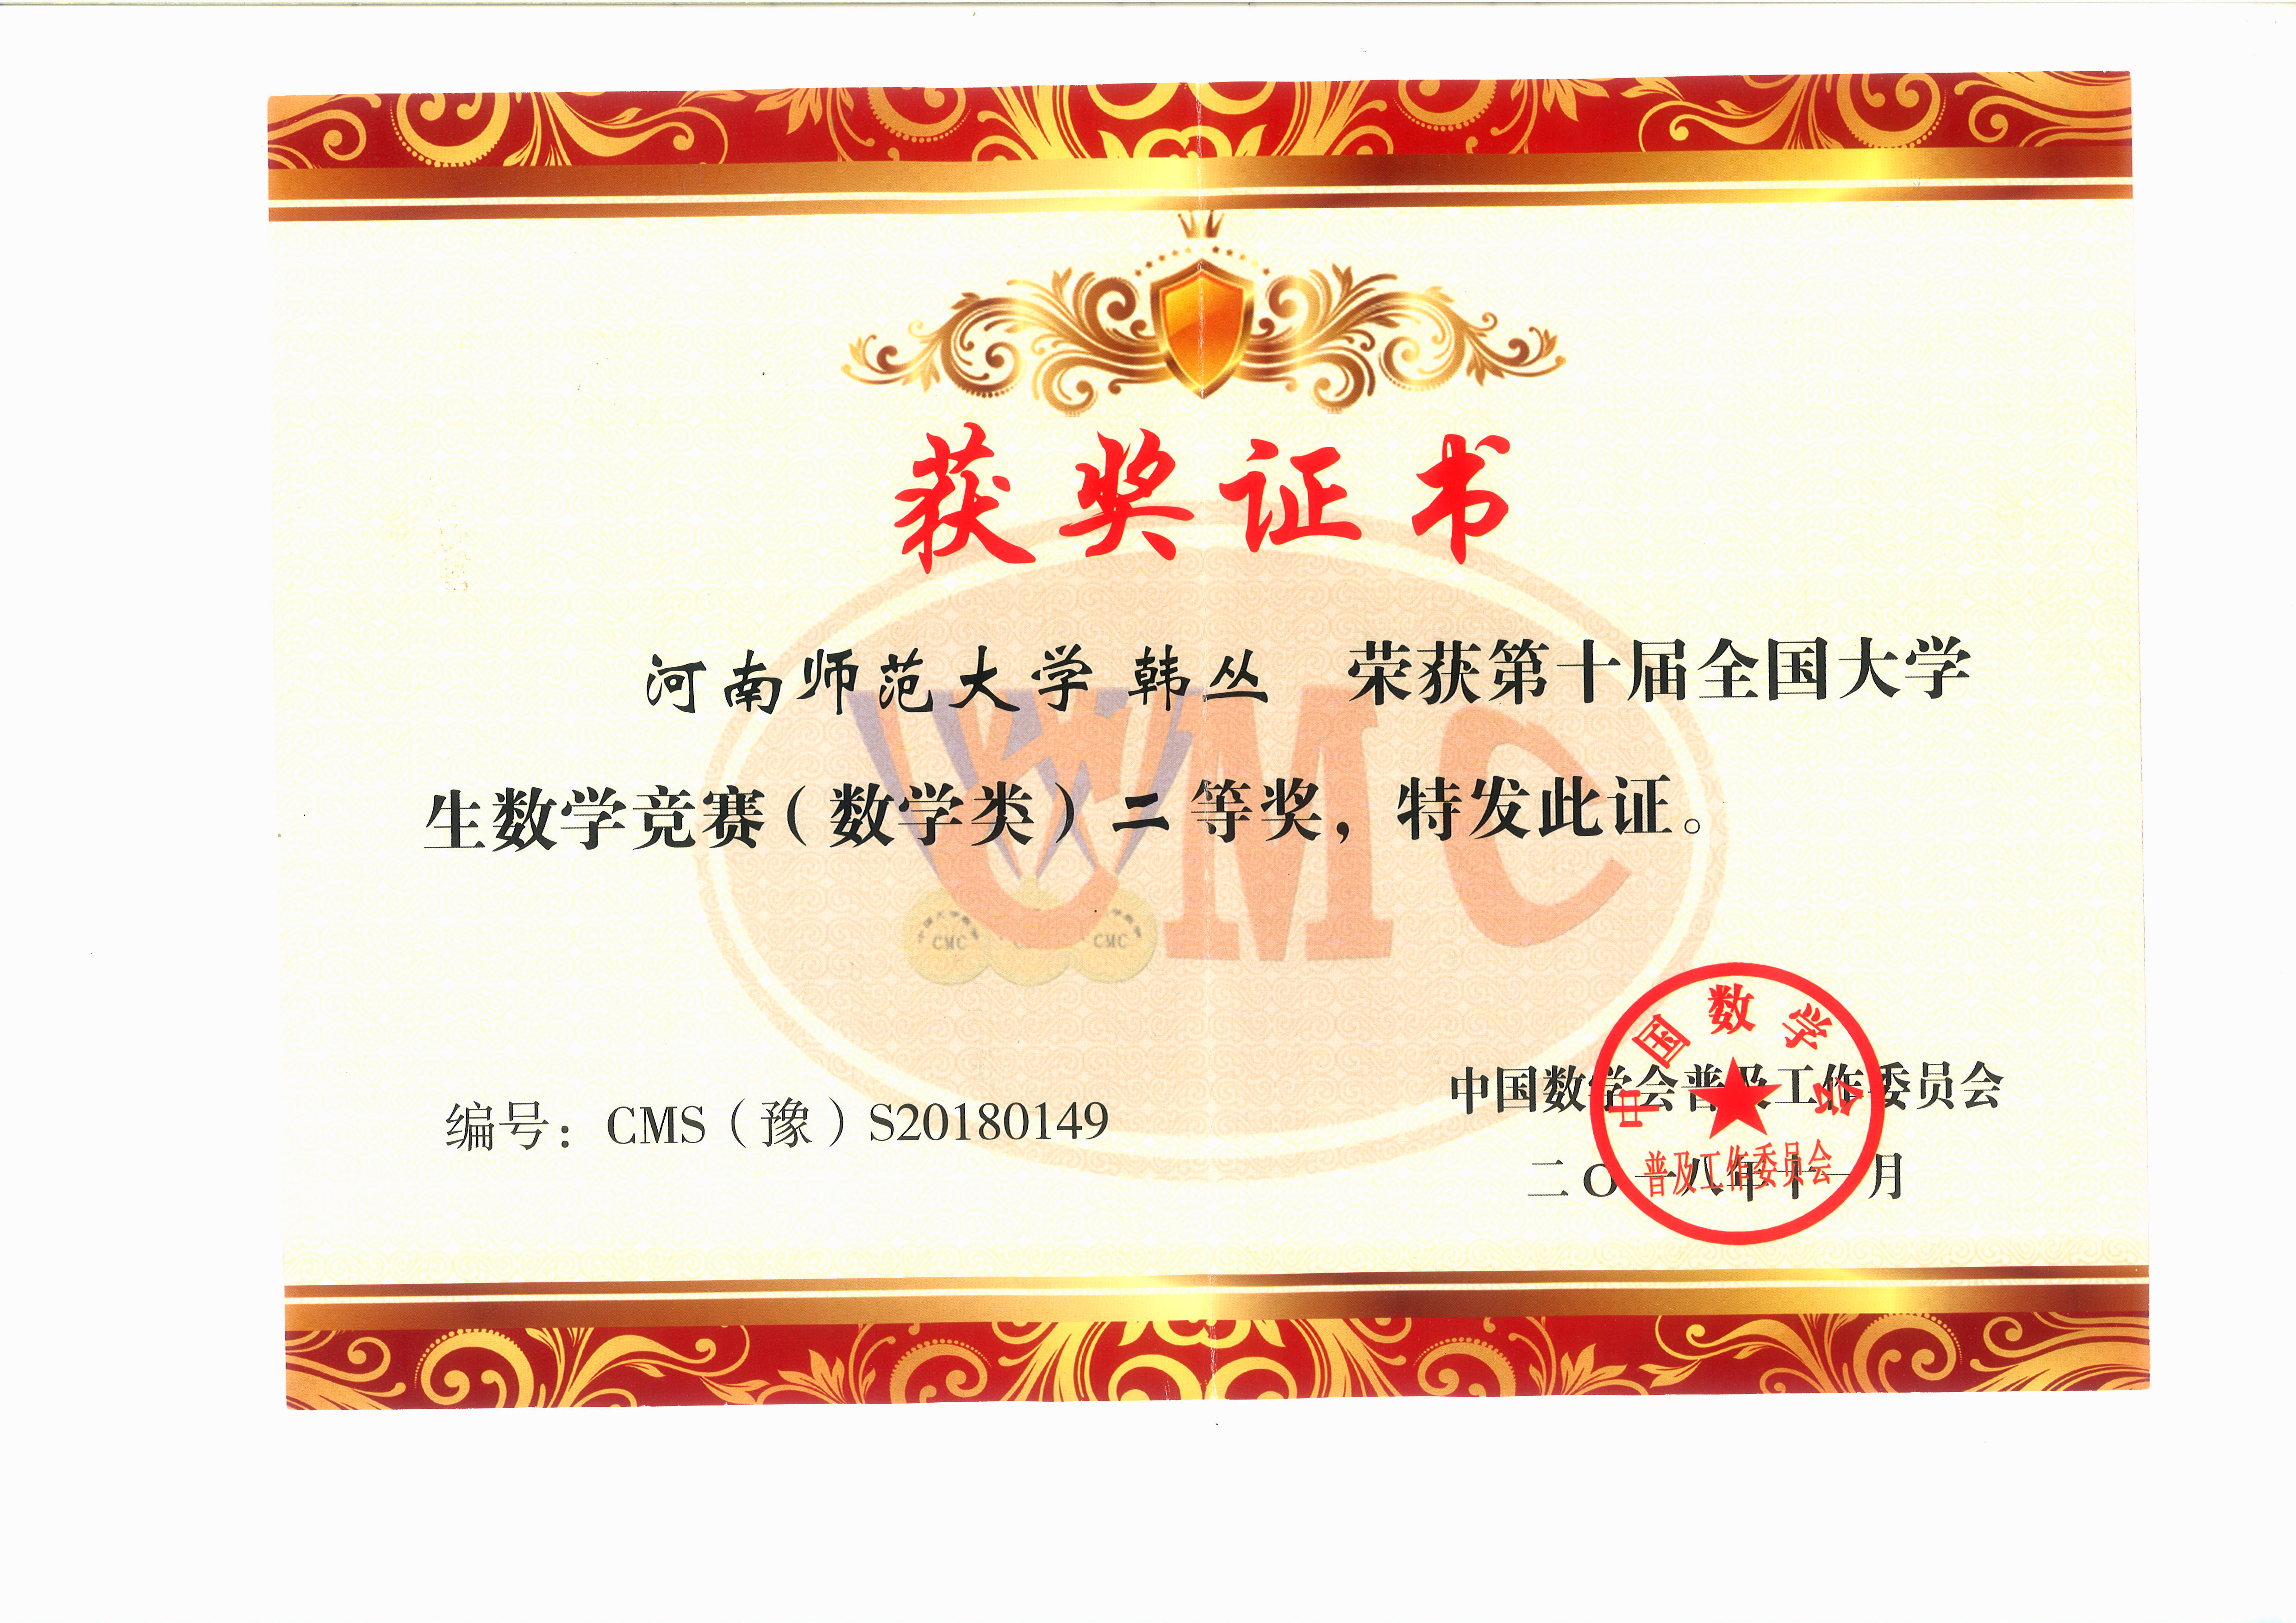 获奖证书
河南师范大学 韩丛 荣获第十届全国大学
生数学竞赛（数学类）二等奖，特发此证。
CMC
CMC
CMC
编号：CMS（豫）S20180149
中国数学会普及工作委员会
二〇一八年十一月
中国数学会
普及工作委员会